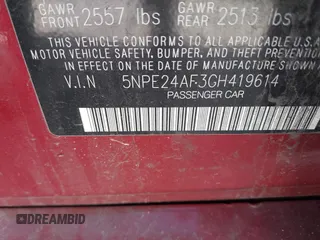 GAWR GAWR
FRONT 2557 lbs REAR 2513 lbs
THIS VEHICLE CONFORMS TO ALL
MOTOR VEHICLE SAFETY, BUMPER, AND THEFT PREVENTION
IN EFFECT ON THE DATE OF MANUFACTURE SHOWN
V.I.N 5NPE24AF3GH419614
PASSENGER CAR
DREAMBID